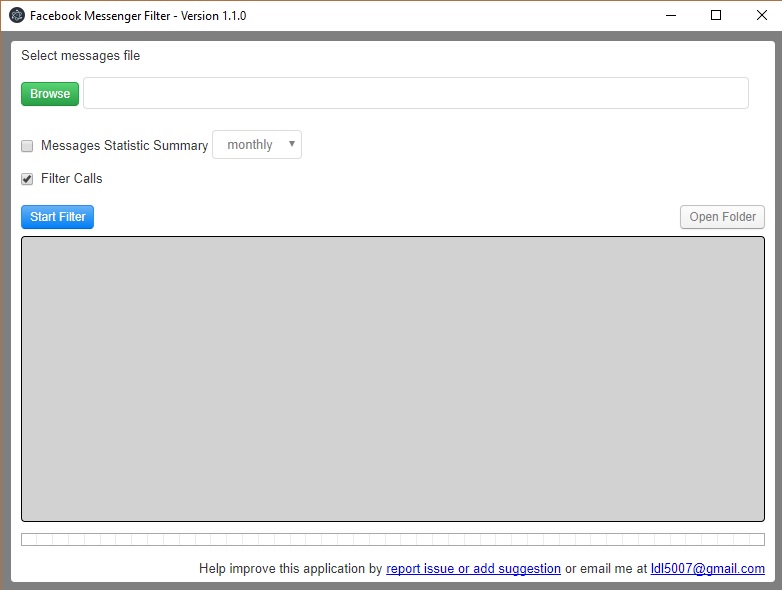 Facebook Messenger Filter - Version 1.1.0
Select messages file
Browse
Messages Statistic Summary monthly
Filter Calls
Start Filter Open Folder
Help improve this application by report issue or add suggestion or email me at ldl5007@gmail.com